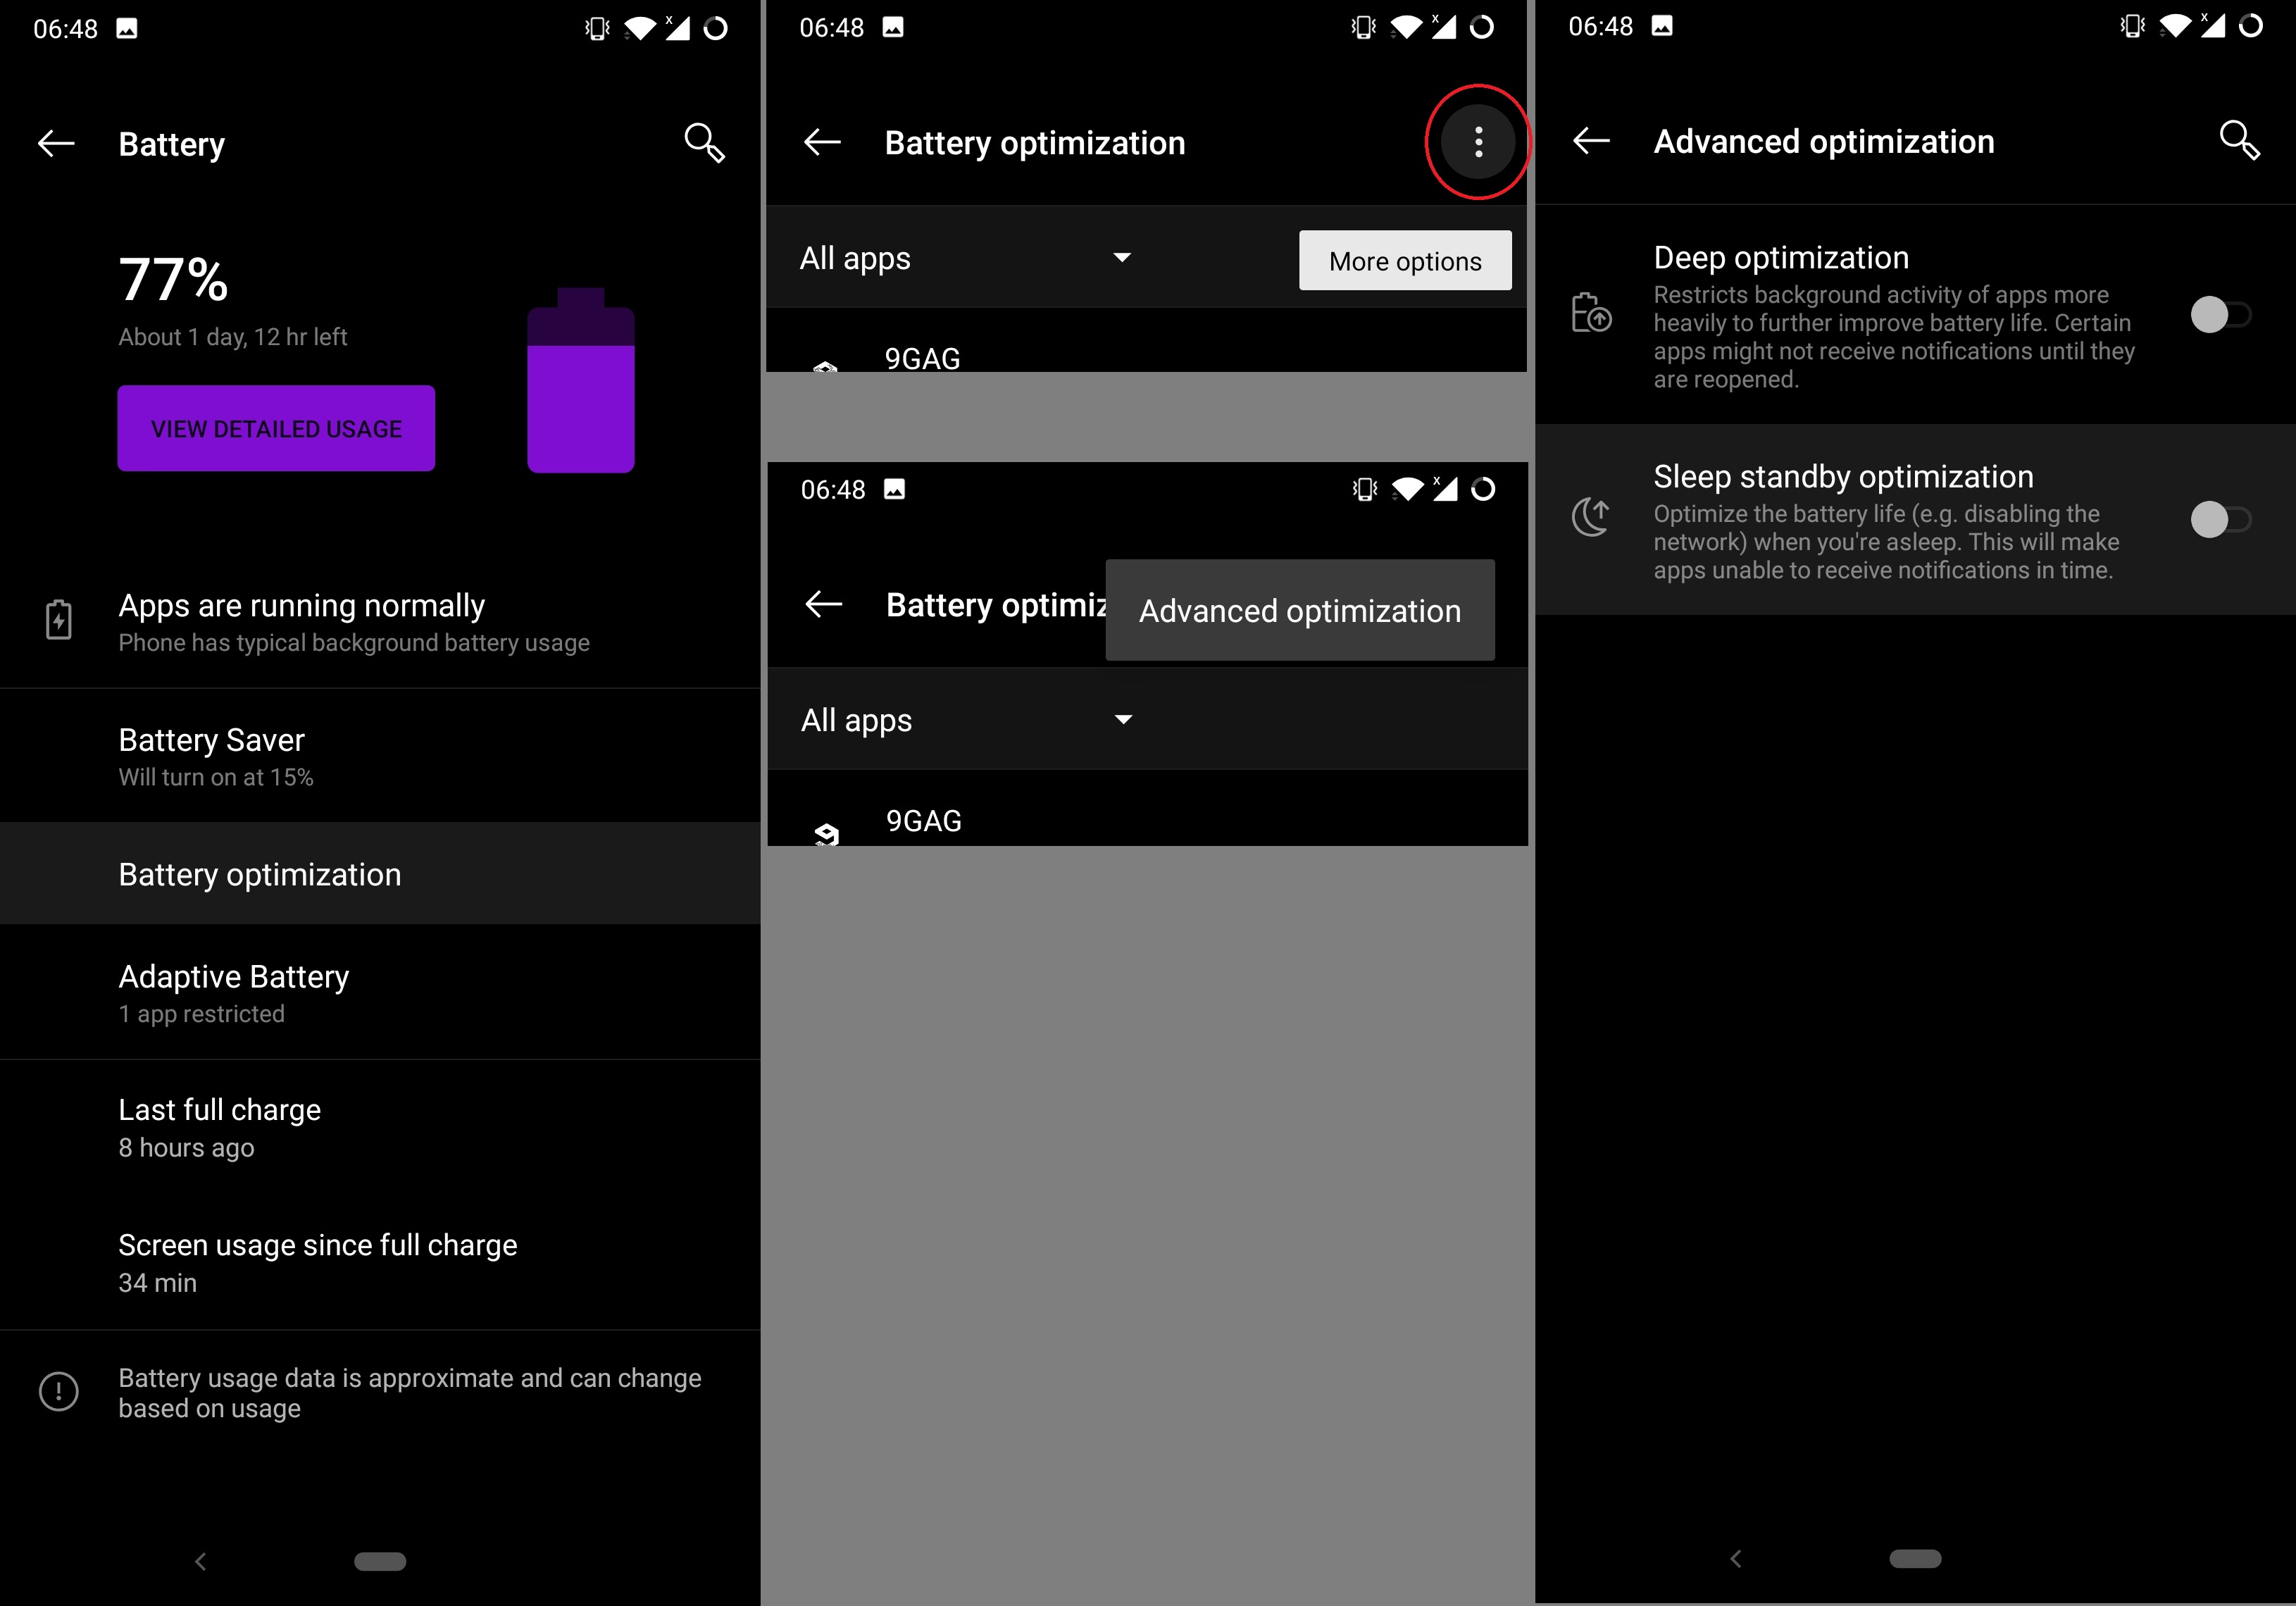 06:48
Battery
77%
About 1 day, 12 hr left
VIEW DETAILED USAGE
Apps are running normally
Phone has typical background battery usage
Battery Saver
Will turn on at 15%
Battery optimization
Adaptive Battery
1 app restricted
Last full charge
8 hours ago
Screen usage since full charge
34 min
Battery usage data is approximate and can change
based on usage
06:48
Battery optimization
All apps
More options
9GAG
06:48
Battery optimiz
Advanced optimization
All apps
9GAG
06:48
Advanced optimization
Deep optimization
Restricts background activity of apps more
heavily to further improve battery life. Certain
apps might not receive notifications until they
are reopened.
Sleep standby optimization
Optimize the battery life (e.g. disabling the
network) when you're asleep. This will make
apps unable to receive notifications in time.